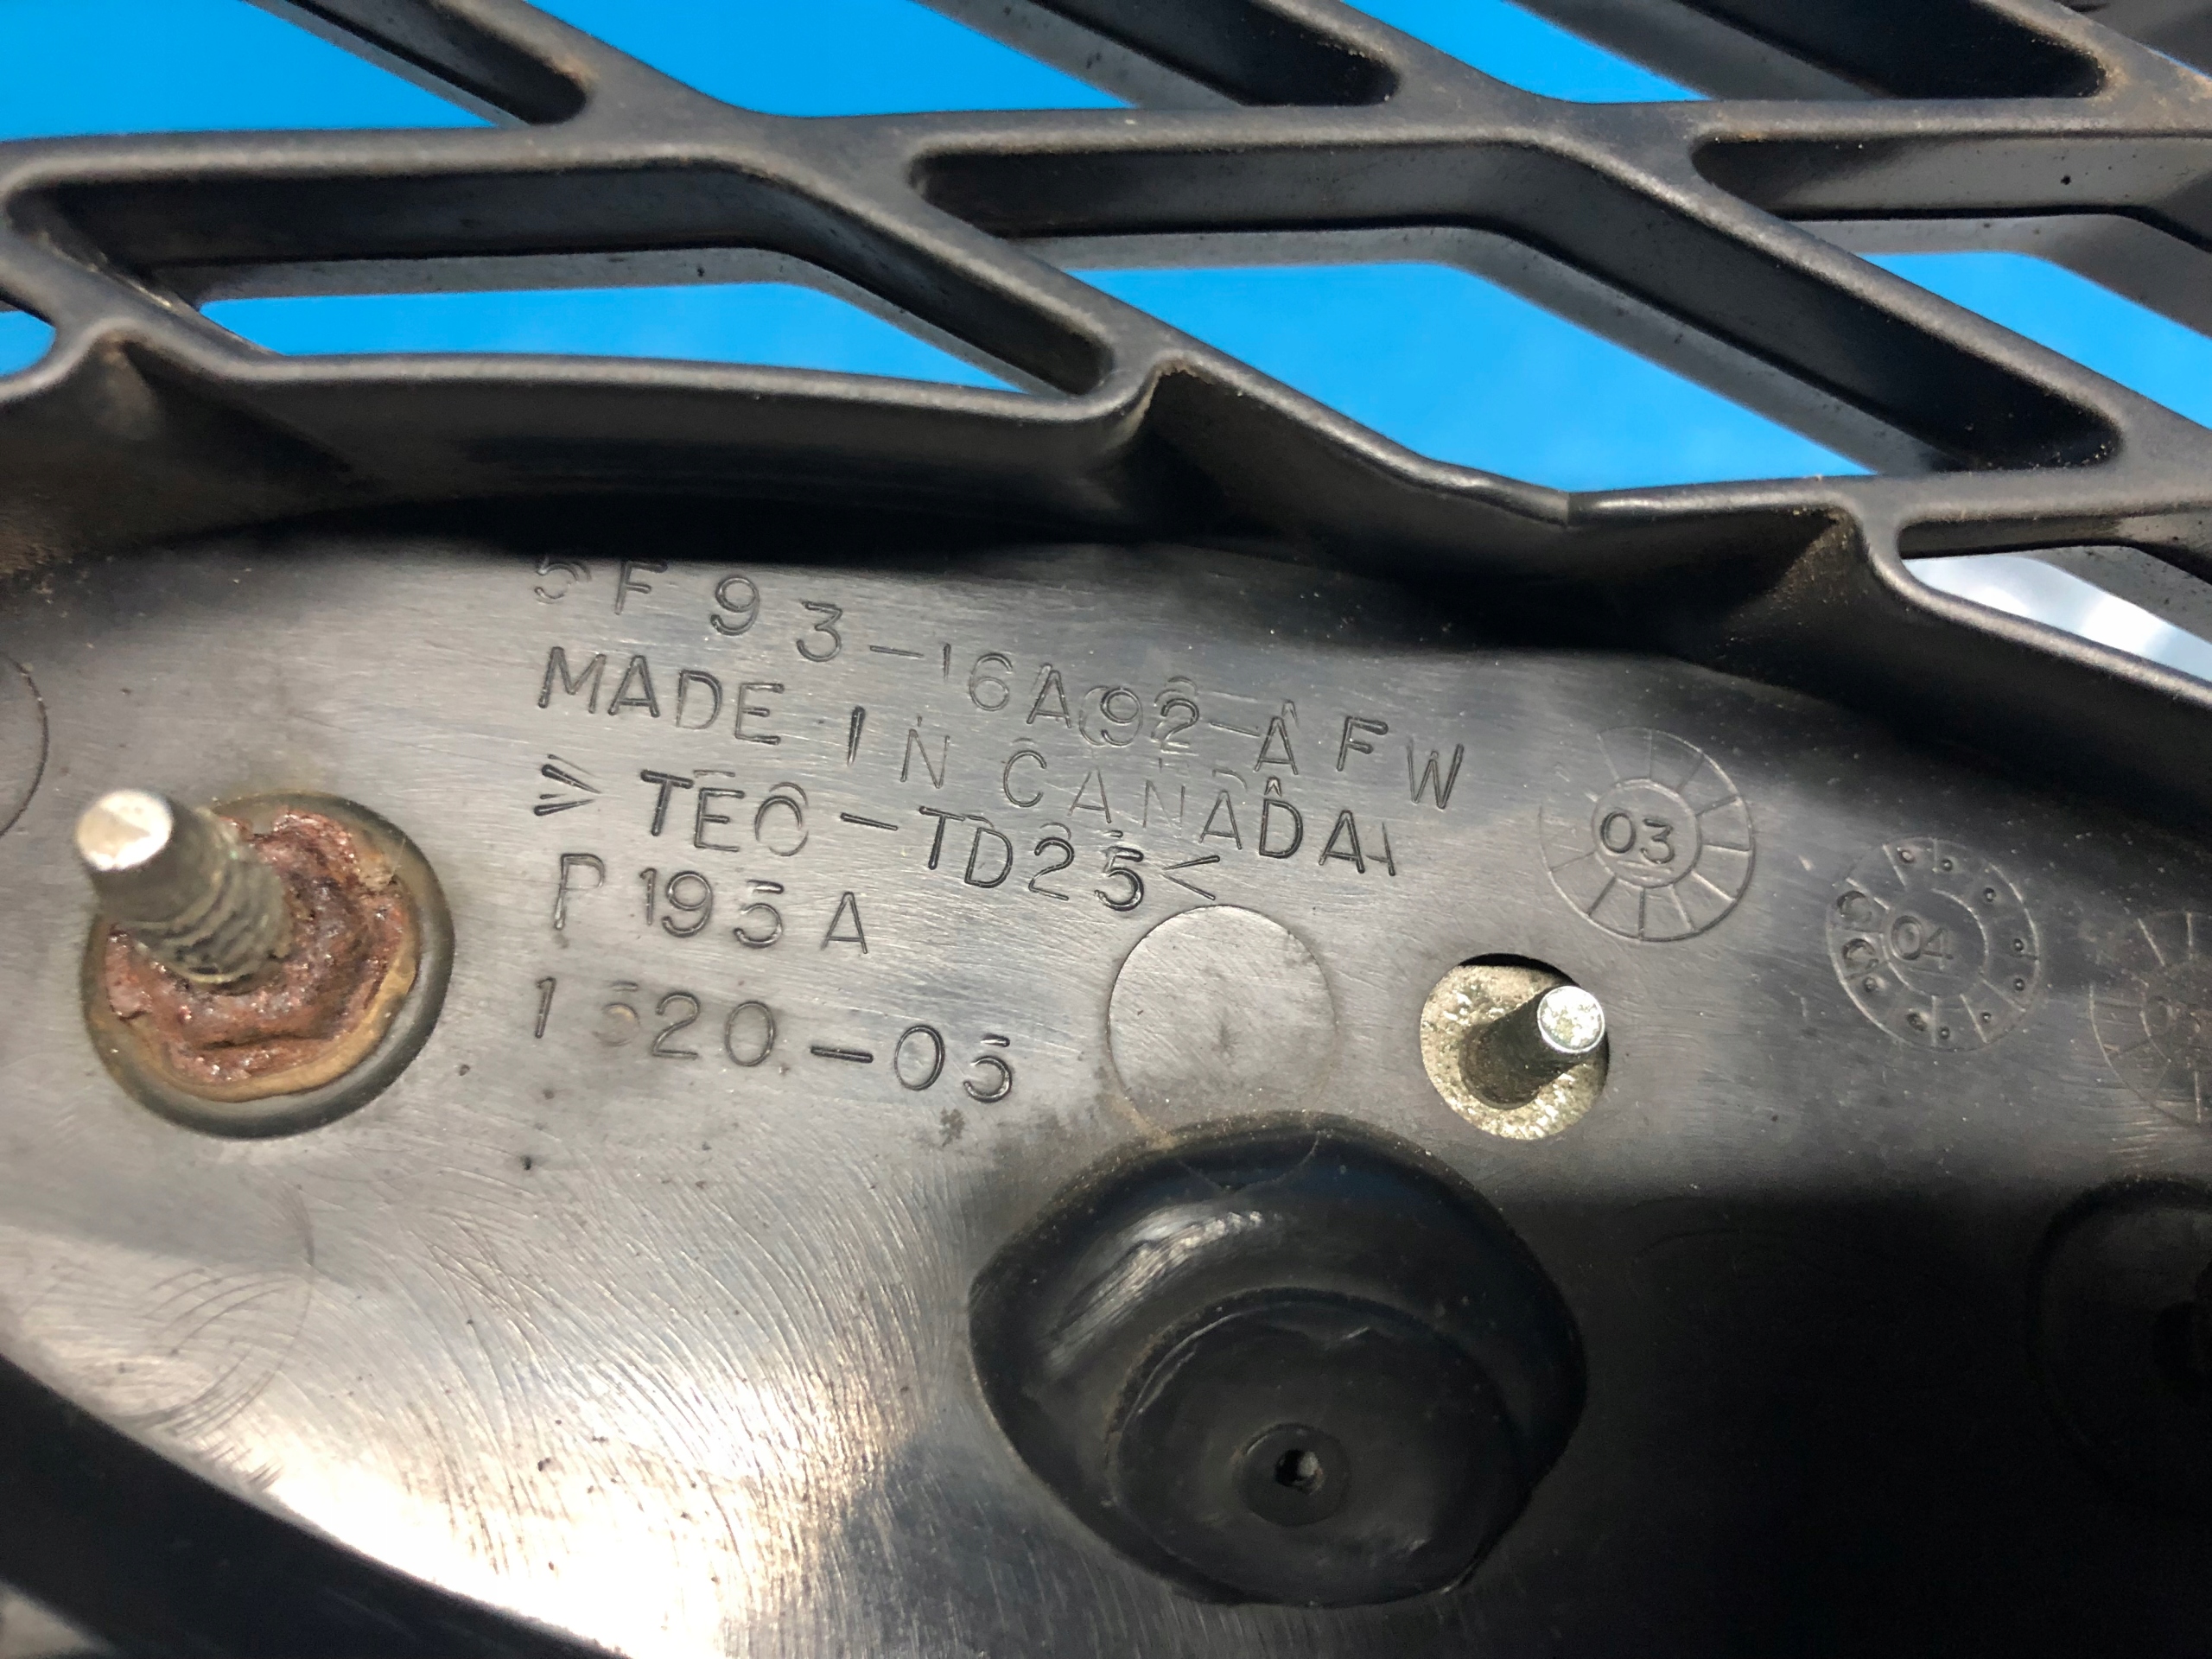 5F93-16A92-AFW
MADE IN CANADA
>TEO-TD25<
P195A
1520-05
03
04